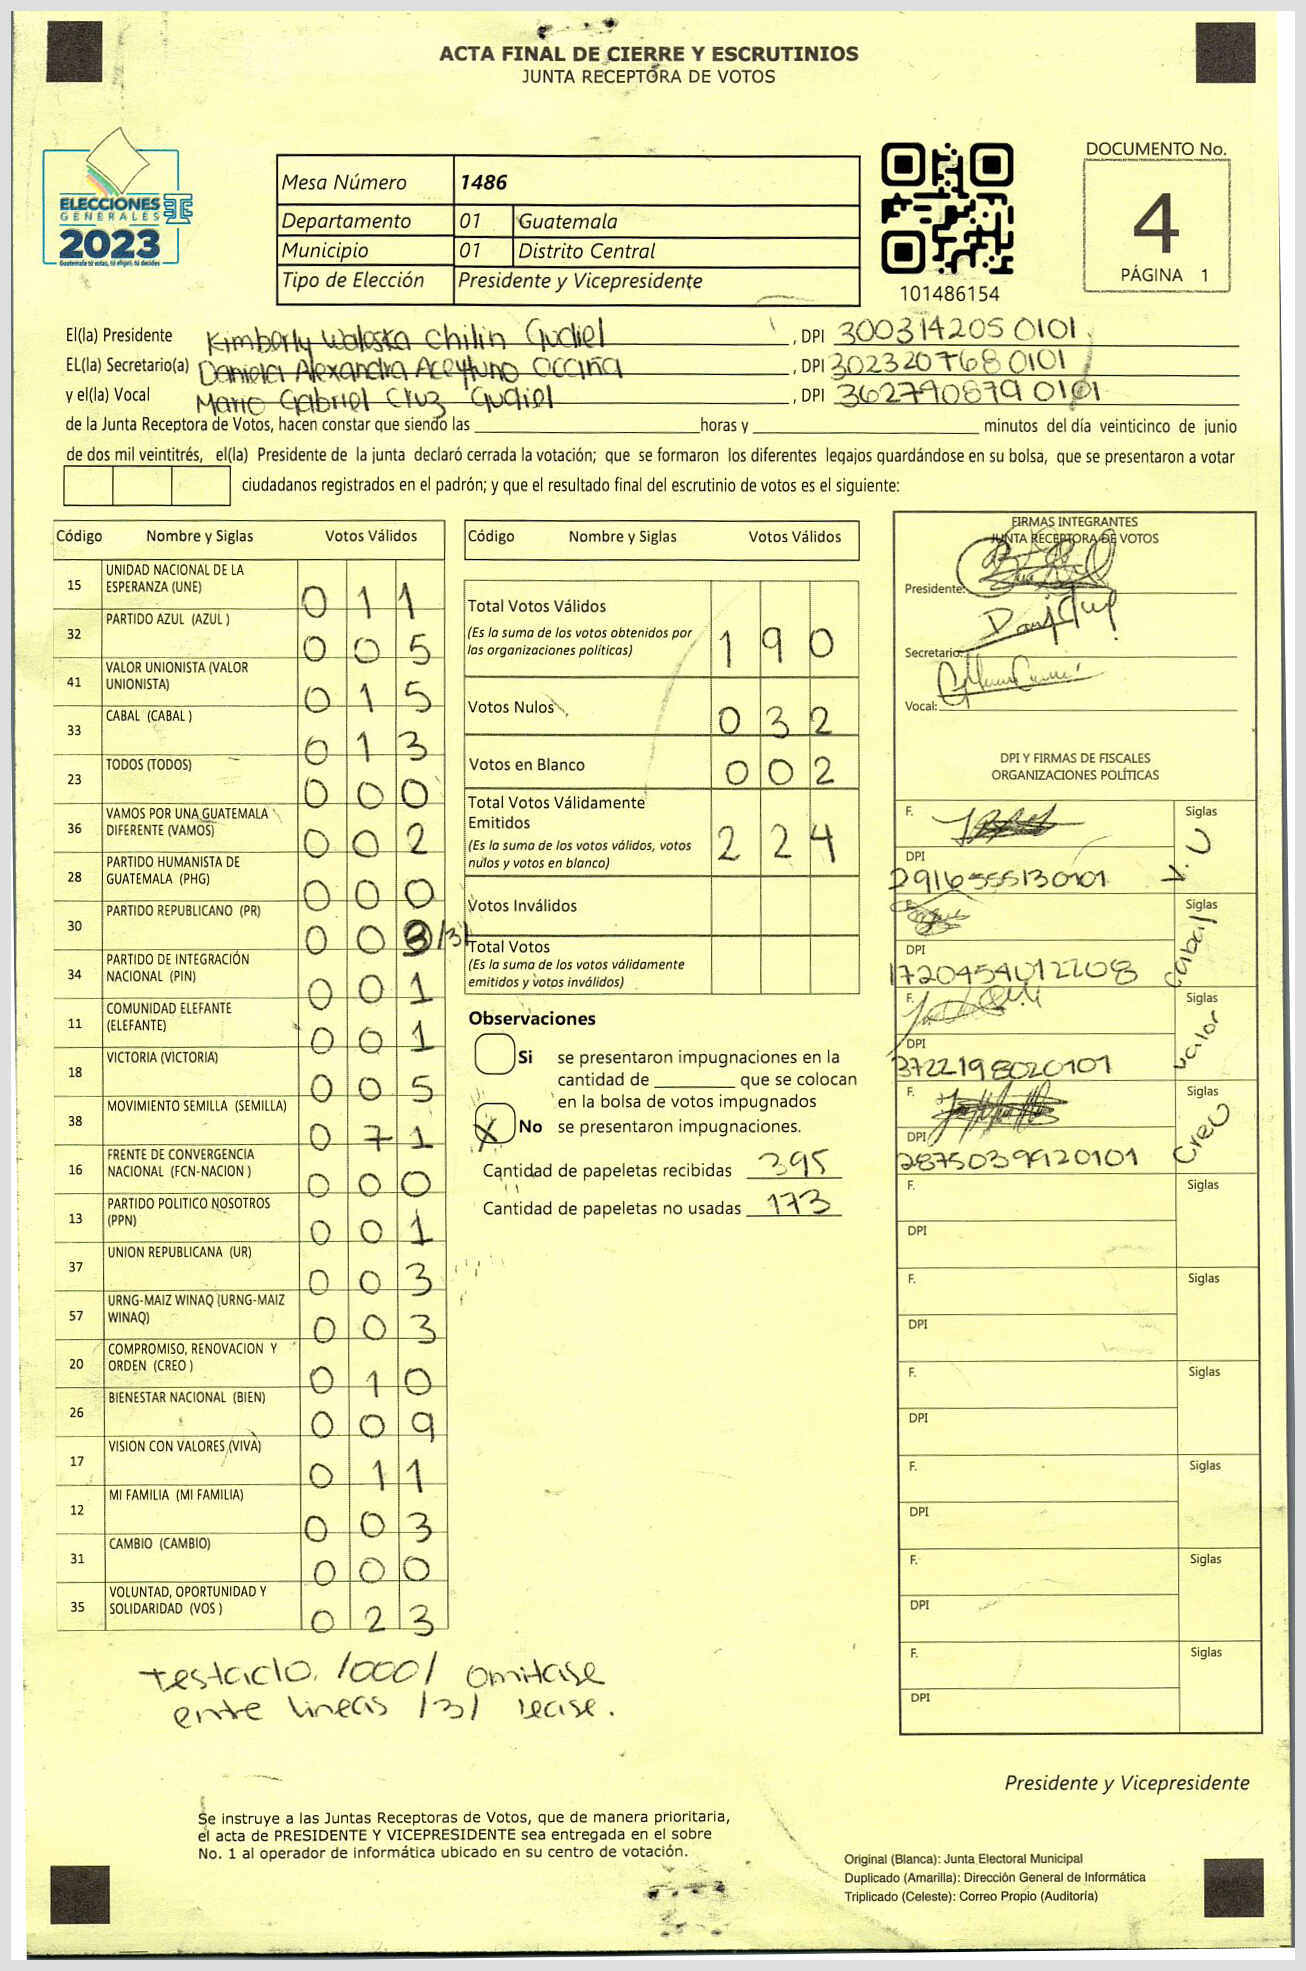 ACTA FINAL DE CIERRE Y ESCRUTINIOS
JUNTA RECEPTORA DE VOTOS
ELECCIONES
GENERALES
2023
Guatemala tú votas, tú eliges, tú decides
Mesa Número 1486
Departamento 01 Guatemala
Municipio 01 Distrito Central
Tipo de Elección Presidente y Vicepresidente
101486154
DOCUMENTO No.
4
PÁGINA 1
El(la) Presidente Kimberly Waleska Chilin Gudiel, DPI 300314205 0101
EL(la) Secretario(a) Daniela Alexandra Aceytuno Occiña, DPI 302320768 0101
y el(la) Vocal Mario Gabriel Cruz Gudiel, DPI 362790879 0101
de la Junta Receptora de Votos, hacen constar que siendo las ____ horas y ____ minutos del día veinticinco de junio
de dos mil veintitrés, el(la) Presidente de la junta declaró cerrada la votación; que se formaron los diferentes legajos guardándose en su bolsa, que se presentaron a votar
ciudadanos registrados en el padrón; y que el resultado final del escrutinio de votos es el siguiente:
Código Nombre y Siglas Votos Válidos
15 UNIDAD NACIONAL DE LA ESPERANZA (UNE) 0 1 1
32 PARTIDO AZUL (AZUL ) 0 0 5
41 VALOR UNIONISTA (VALOR UNIONISTA) 0 1 5
33 CABAL (CABAL ) 0 1 3
23 TODOS (TODOS) 0 0 0
36 VAMOS POR UNA GUATEMALA DIFERENTE (VAMOS) 0 0 2
28 PARTIDO HUMANISTA DE GUATEMALA (PHG) 0 0 0
30 PARTIDO REPUBLICANO (PR) 0 0 3 /3/
34 PARTIDO DE INTEGRACIÓN NACIONAL (PIN) 0 0 1
11 COMUNIDAD ELEFANTE (ELEFANTE) 0 0 1
18 VICTORIA (VICTORIA) 0 0 5
38 MOVIMIENTO SEMILLA (SEMILLA) 0 7 1
16 FRENTE DE CONVERGENCIA NACIONAL (FCN-NACION ) 0 0 0
13 PARTIDO POLITICO NOSOTROS (PPN) 0 0 1
37 UNION REPUBLICANA (UR) 0 0 3
57 URNG-MAIZ WINAQ (URNG-MAIZ WINAQ) 0 0 3
20 COMPROMISO, RENOVACION Y ORDEN (CREO ) 0 1 0
26 BIENESTAR NACIONAL (BIEN) 0 0 9
17 VISION CON VALORES (VIVA) 0 1 1
12 MI FAMILIA (MI FAMILIA) 0 0 3
31 CAMBIO (CAMBIO) 0 0 0
35 VOLUNTAD, OPORTUNIDAD Y SOLIDARIDAD (VOS ) 0 2 3
testado. /000/ omitase
entre lineas /3/ lease.
Código Nombre y Siglas Votos Válidos
Total Votos Válidos 1 9 0
(Es la suma de los votos obtenidos por
las organizaciones políticas)
Votos Nulos 0 3 2
Votos en Blanco 0 0 2
Total Votos Válidamente
Emitidos 2 2 4
(Es la suma de los votos válidos, votos
nulos y votos en blanco)
Votos Inválidos
Total Votos
(Es la suma de los votos válidamente
emitidos y votos inválidos)
Observaciones
Si se presentaron impugnaciones en la
cantidad de ____ que se colocan
en la bolsa de votos impugnados
X No se presentaron impugnaciones.
Cantidad de papeletas recibidas 395
Cantidad de papeletas no usadas 173
FIRMAS INTEGRANTES
JUNTA RECEPTORA DE VOTOS
Presidente:
Secretario:
Vocal:
DPI Y FIRMAS DE FISCALES
ORGANIZACIONES POLÍTICAS
F. Siglas V.U
DPI 2916555130101
F. Siglas Cabal
DPI 1720454012208
F. Siglas Valor
DPI 3722198020101
F. Siglas Creo
DPI 2875039920101
F. Siglas
DPI
F. Siglas
DPI
F. Siglas
DPI
F. Siglas
DPI
F. Siglas
DPI
F. Siglas
DPI
Presidente y Vicepresidente
Se instruye a las Juntas Receptoras de Votos, que de manera prioritaria,
el acta de PRESIDENTE Y VICEPRESIDENTE sea entregada en el sobre
No. 1 al operador de informática ubicado en su centro de votación.
Original (Blanca): Junta Electoral Municipal
Duplicado (Amarilla): Dirección General de Informática
Triplicado (Celeste): Correo Propio (Auditoría)